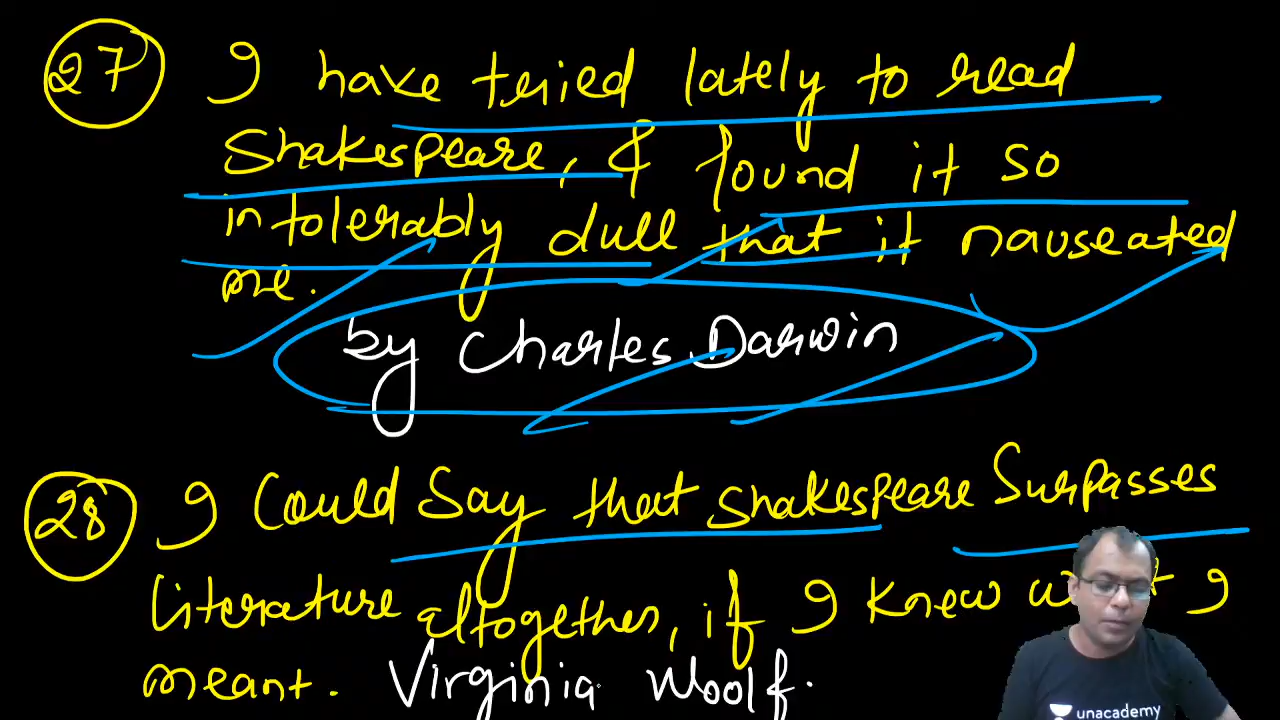 27 I have tried lately to read
Shakespeare, & found it so
intolerably dull that it nauseated
me.
by Charles Darwin
28 I Could Say that Shakespeare Surpasses
literature altogether, if I knew I
meant. Virginia Woolf.
unacademy